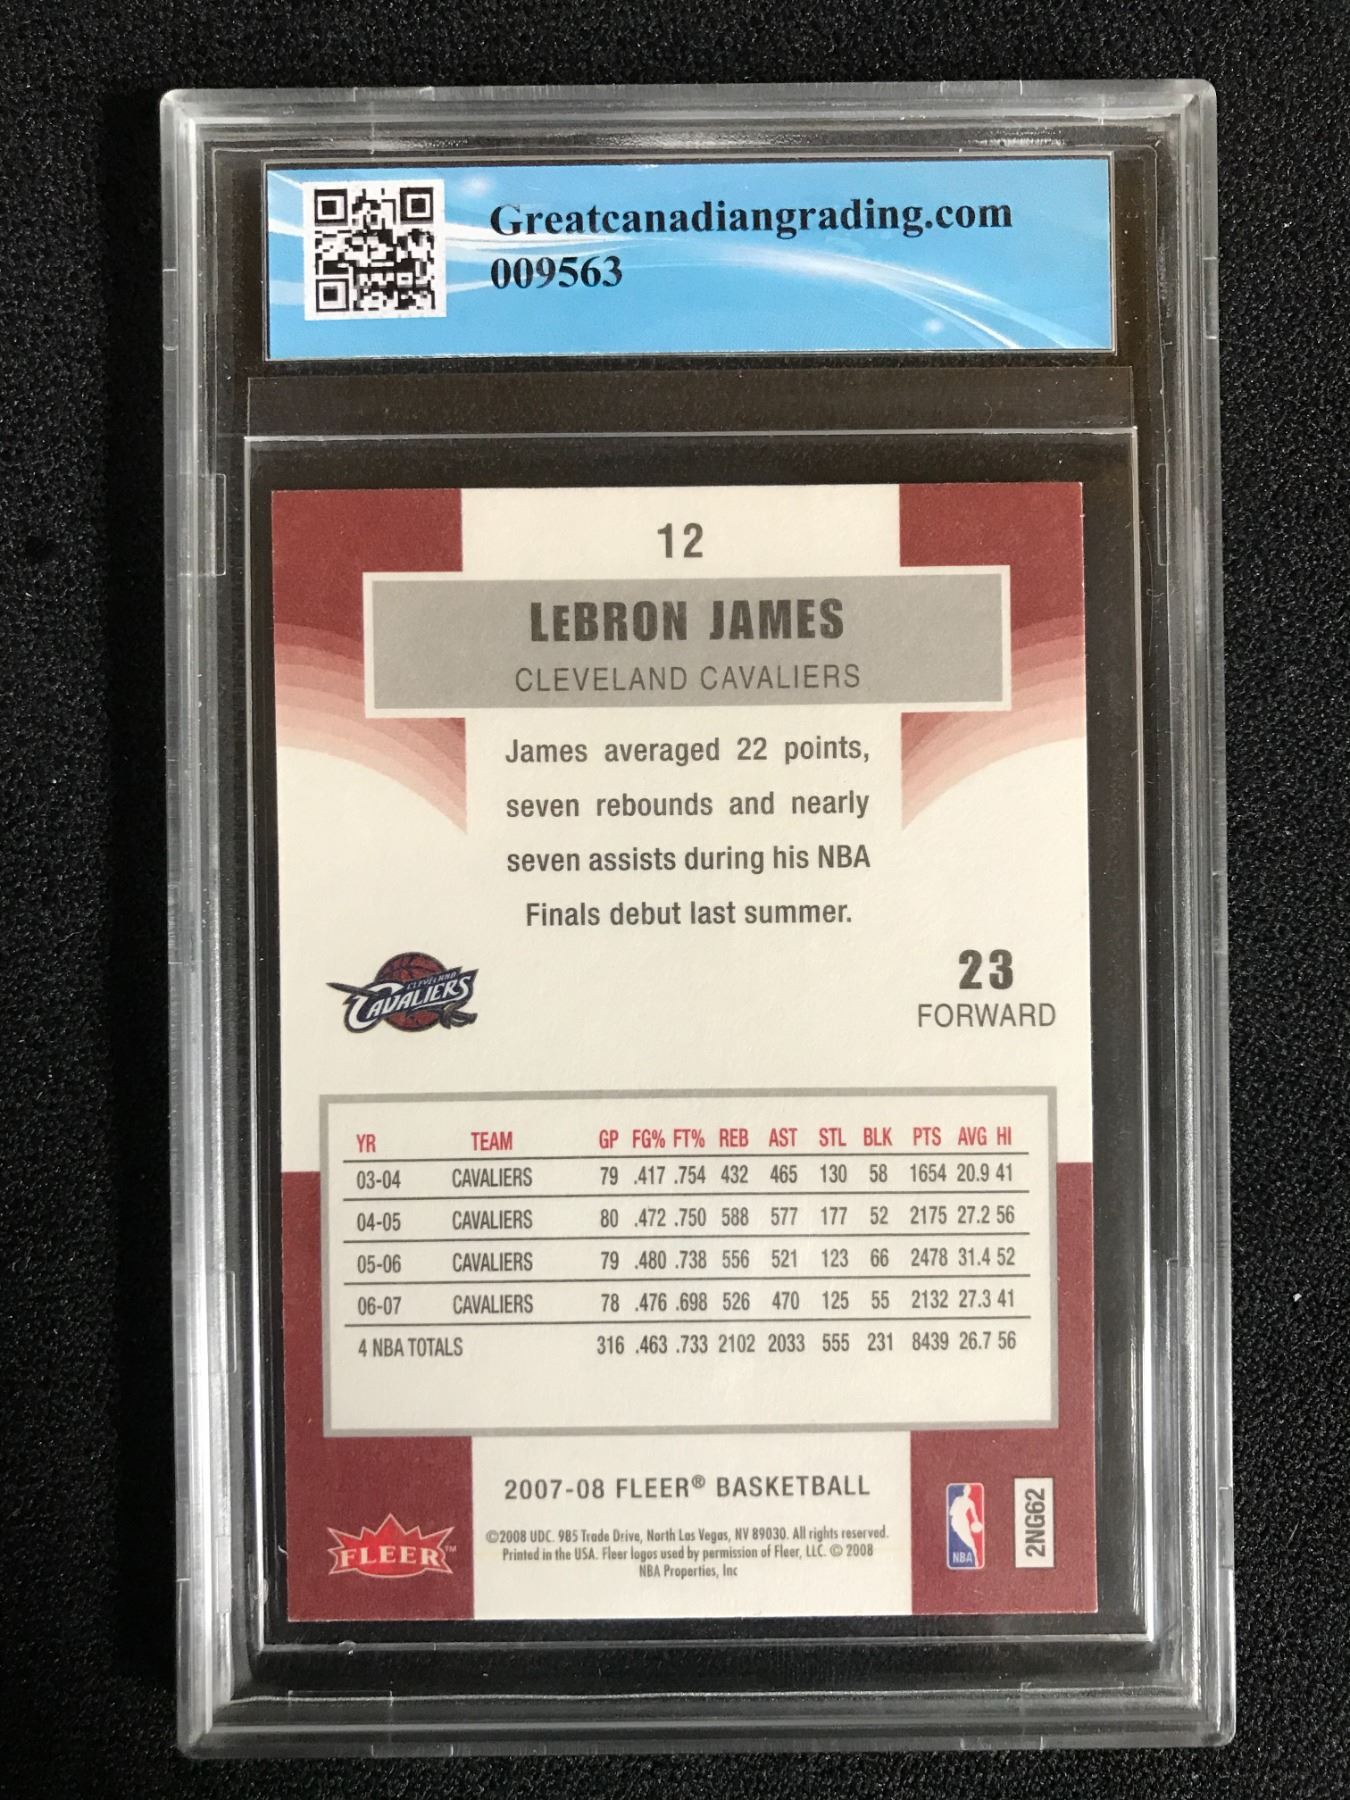 Greatcanadiangrading.com
009563
12
LEBRON JAMES
CLEVELAND CAVALIERS
James averaged 22 points,
seven rebounds and nearly
seven assists during his NBA
Finals debut last summer.
CLEVELAND
CAVALIERS
23
FORWARD
YR TEAM GP FG% FT% REB AST STL BLK PTS AVG HI
03-04 CAVALIERS 79 .417 .754 432 465 130 58 1654 20.9 41
04-05 CAVALIERS 80 .472 .750 588 577 177 52 2175 27.2 56
05-06 CAVALIERS 79 .480 .738 556 521 123 66 2478 31.4 52
06-07 CAVALIERS 78 .476 .698 526 470 125 55 2132 27.3 41
4 NBA TOTALS 316 .463 .733 2102 2033 555 231 8439 26.7 56
2007-08 FLEER® BASKETBALL
©2008 UDC. 985 Trade Drive, North Las Vegas, NV 89030. All rights reserved.
Printed in the USA. Fleer logos used by permission of Fleer, LLC. © 2008
NBA Properties, Inc
FLEER™
NBA
2NG62